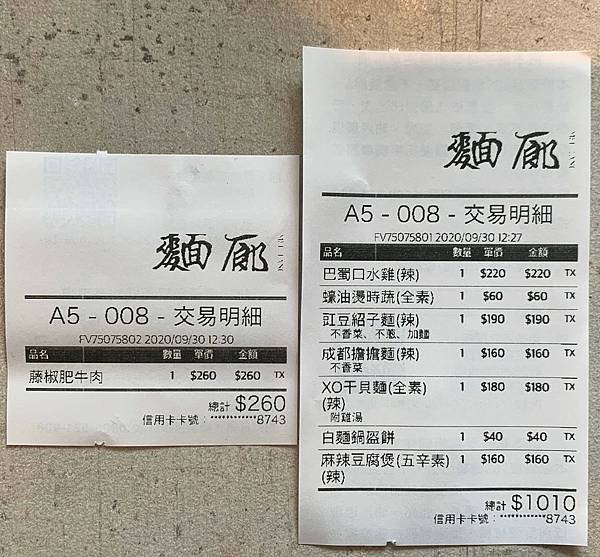 麵廊
A5 - 008 - 交易明細
FV75075802 2020/09/30 12:30
品名 數量 單價 金額
藤椒肥牛肉 1 $260 $260 TX
總計 $260
信用卡卡號：**********8743
麵廊
A5 - 008 - 交易明細
FV75075801 2020/09/30 12:27
品名 數量 單價 金額
巴蜀口水雞(辣) 1 $220 $220 TX
蠔油燙時蔬(全素) 1 $60 $60 TX
豇豆紹子麵(辣) 1 $190 $190 TX
不香菜、不蔥、加麵
成都擔擔麵(辣) 1 $160 $160 TX
不香菜
XO干貝麵(全素) 1 $180 $180 TX
(辣)
附雞湯
白麵鍋盔餅 1 $40 $40 TX
麻辣豆腐煲(五辛素) 1 $160 $160 TX
(辣)
總計 $1010
信用卡卡號：**********8743